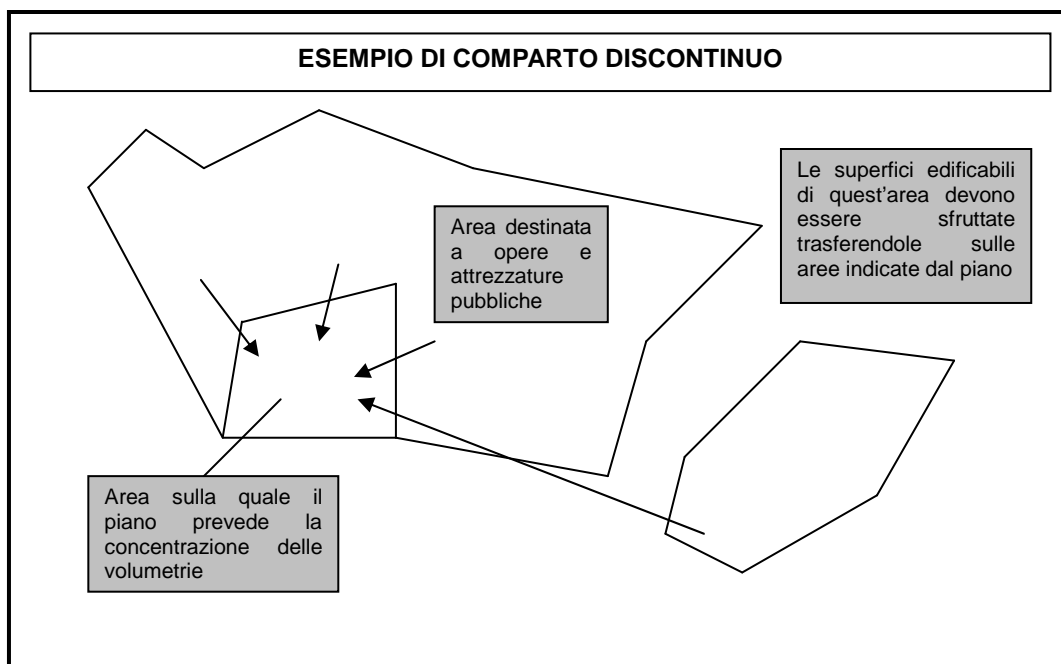 ESEMPIO DI COMPARTO DISCONTINUO
Le superfici edificabili
di quest'area devono
essere sfruttate
trasferendole sulle
aree indicate dal piano
Area destinata
a opere e
attrezzature
pubbliche
Area sulla quale il
piano prevede la
concentrazione delle
volumetrie